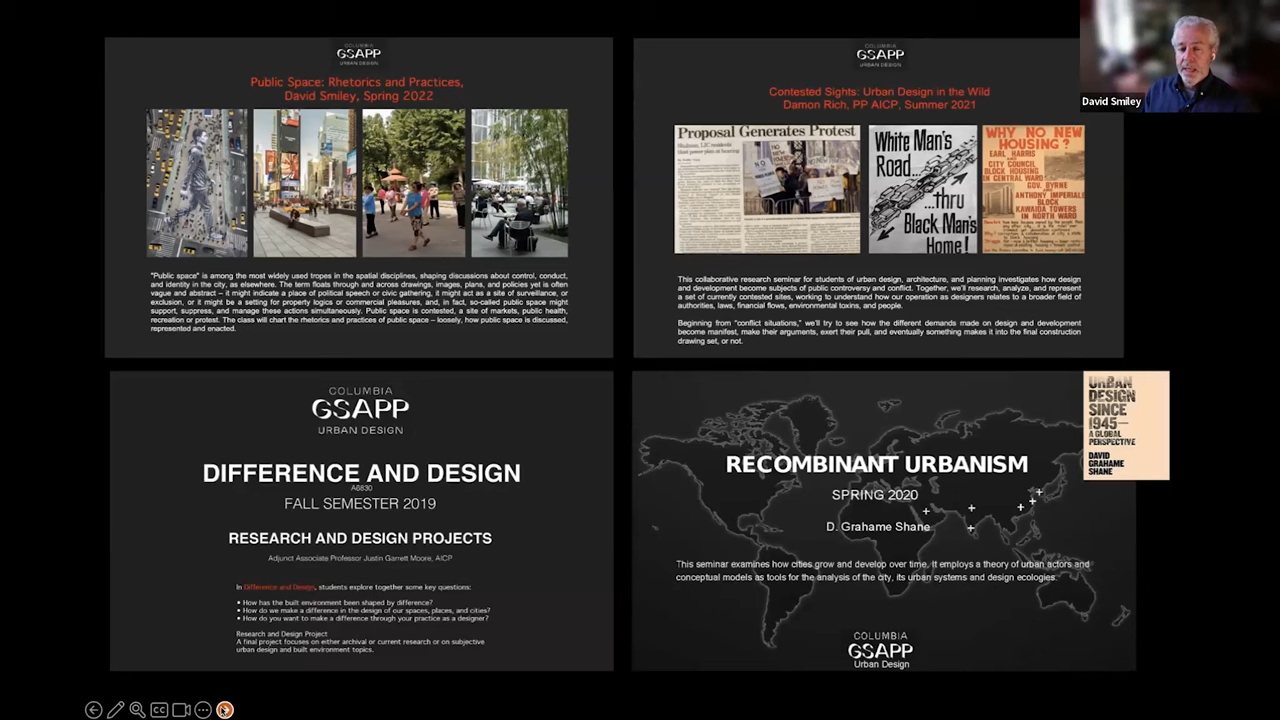 COLUMBIA
GSAPP
URBAN DESIGN
Public Space: Rhetorics and Practices,
David Smiley, Spring 2022
"Public space" is among the most widely used tropes in the spatial disciplines, shaping discussions about control, conduct,
and identity in the city, as elsewhere. The term floats through and across drawings, images, plans, and policies yet is often
vague and abstract – it might indicate a place of political speech or civic gathering, it might act as a site of surveillance, or
exclusion, or it might be a setting for property logics or commercial pleasures, and, in fact, so-called public space might
support, suppress, and manage these actions simultaneously. Public space is contested, a site of markets, public health,
recreation or protest. The class will chart the rhetorics and practices of public space – loosely, how public space is discussed,
represented and enacted.
COLUMBIA
GSAPP
URBAN DESIGN
Contested Sights: Urban Design in the Wild
Damon Rich, PP AICP, Summer 2021
Proposal Generates Protest
White Man's
Road...
...thru
Black Man's
Home!
WHY NO NEW
HOUSING?
EARL HARRIS
CITY COUNCIL
BLOCK HOUSING
IN CENTRAL WARD
GOV. BYRNE
ANTHONY IMPERIALE
BLOCK
KAWAIDA TOWERS
IN NORTH WARD
This collaborative research seminar for students of urban design, architecture, and planning investigates how design
and development become subjects of public controversy and conflict. Together, we'll research, analyze, and represent
a set of currently contested sites, working to understand how our operation as designers relates to a broader field of
authorities, laws, financial flows, environmental toxins, and people.
Beginning from "conflict situations," we'll try to see how the different demands made on design and development
become manifest, make their arguments, exert their pull, and eventually something makes it into the final construction
drawing set, or not.
David Smiley
COLUMBIA
GSAPP
URBAN DESIGN
DIFFERENCE AND DESIGN
A6830
FALL SEMESTER 2019
RESEARCH AND DESIGN PROJECTS
Adjunct Associate Professor Justin Garrett Moore, AICP
In Difference and Design, students explore together some key questions:
• How has the built environment been shaped by difference?
• How do we make a difference in the design of our spaces, places, and cities?
• How do you want to make a difference through your practice as a designer?
Research and Design Project
A final project focuses on either archival or current research or on subjective
urban design and built environment topics.
RECOMBINANT URBANISM
SPRING 2020
D. Grahame Shane
This seminar examines how cities grow and develop over time. It employs a theory of urban actors and
conceptual models as tools for the analysis of the city, its urban systems and design ecologies.
COLUMBIA
GSAPP
Urban Design
URBAN
DESIGN
SINCE
1945—
A GLOBAL
PERSPECTIVE
DAVID
GRAHAME
SHANE
CC